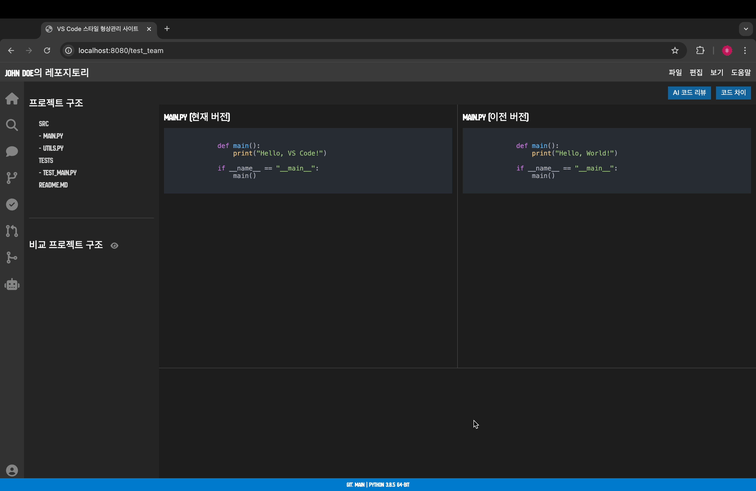 VS Code 스타일 형상관리 사이트
localhost:8080/test_team
JOHN DOE의 레포지토리
파일 편집 보기 도움말
AI 코드 리뷰 코드 차이
프로젝트 구조
SRC
- MAIN.PY
- UTILS.PY
TESTS
- TEST_MAIN.PY
README.MD
비교 프로젝트 구조
MAIN.PY [현재 버전]
def main():
print("Hello, VS Code!")
if __name__ == "__main__":
main()
MAIN.PY [이전 버전]
def main():
print("Hello, World!")
if __name__ == "__main__":
main()
GIT: MAIN | PYTHON 3.8.5 64-BIT